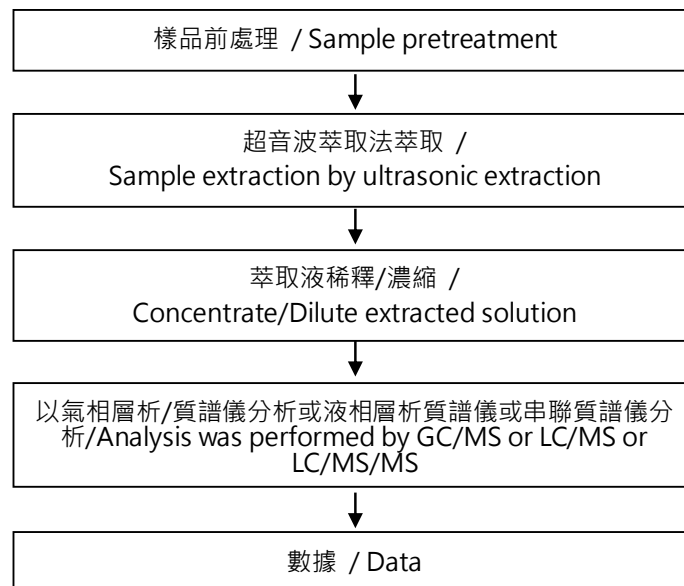 樣品前處理 / Sample pretreatment
超音波萃取法萃取 /
Sample extraction by ultrasonic extraction
萃取液稀釋/濃縮 /
Concentrate/Dilute extracted solution
以氣相層析/質譜儀分析或液相層析質譜儀或串聯質譜儀分
析/Analysis was performed by GC/MS or LC/MS or
LC/MS/MS
數據 / Data